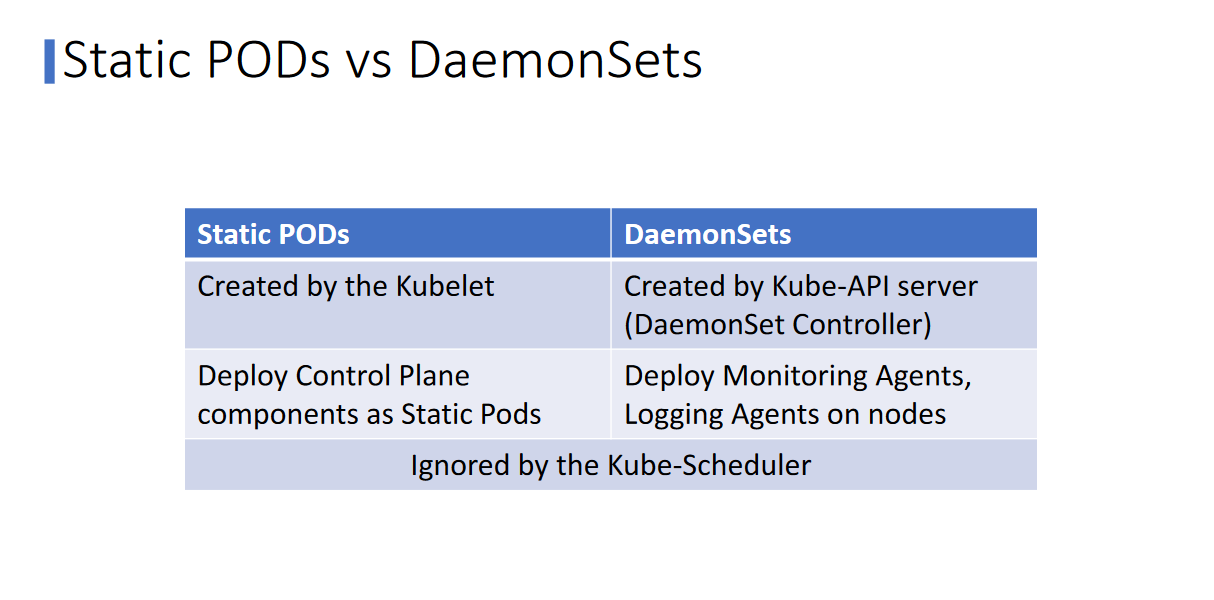 Static PODs vs DaemonSets
Static PODs
DaemonSets
Created by the Kubelet
Created by Kube-API server
(DaemonSet Controller)
Deploy Control Plane
components as Static Pods
Deploy Monitoring Agents,
Logging Agents on nodes
Ignored by the Kube-Scheduler